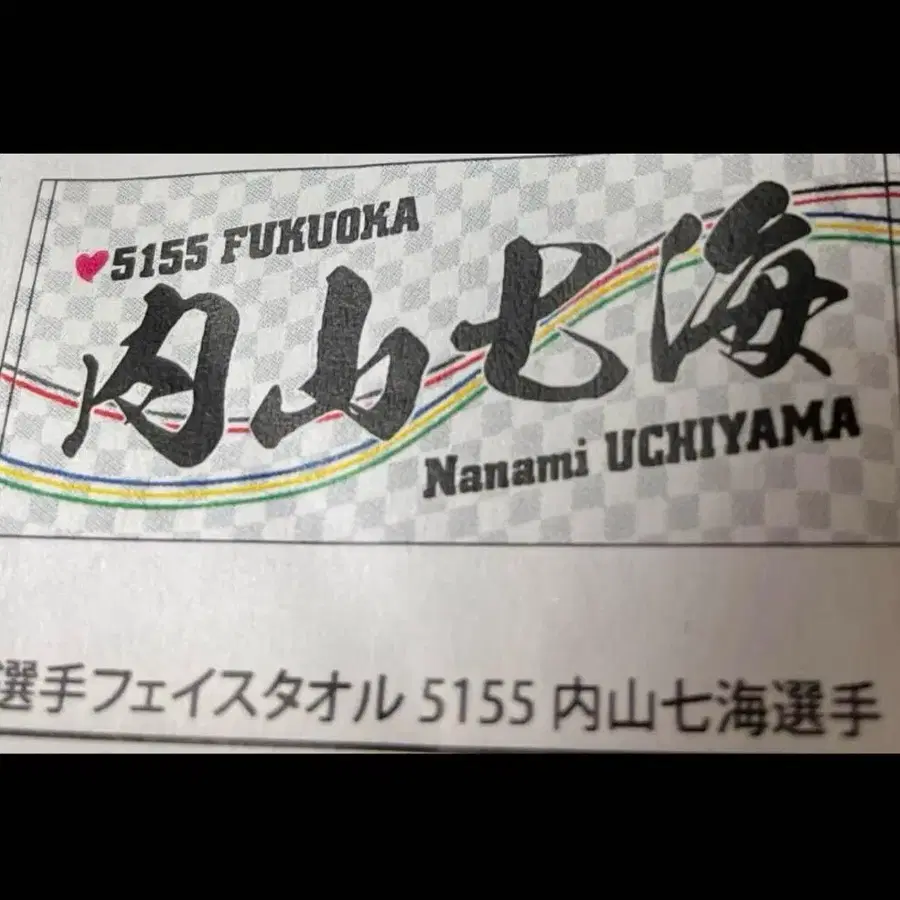 5155 FUKUOKA
内山七海
Nanami UCHIYAMA
選手フェイスタオル 5155 内山七海選手